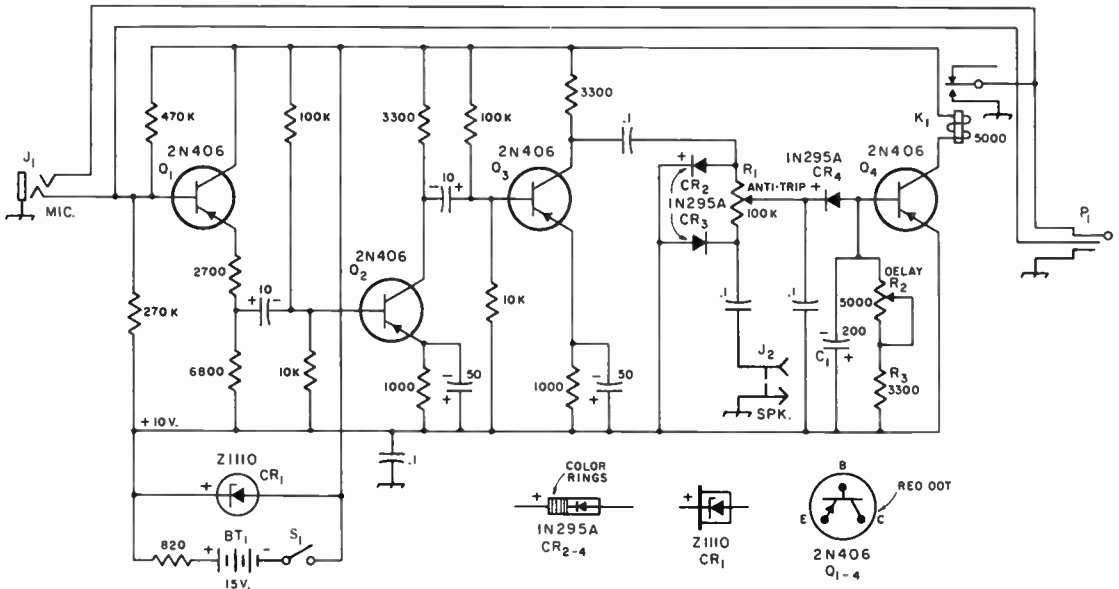 470K
100K
3300
100K
3300
.1
K1
5000
J1
MIC.
2N406
Q1
-10+
2N406
Q3
+
CR2
1N295A
CR3
R1
ANTI-TRIP
100K
1N295A
+ CR4
2N406
Q4
P1
2700
+10-
2N406
Q2
270K
10K
.1
.1
DELAY
R2
5000
6800
10K
1000
-
50
+
1000
-
50
+
J2
SPK.
-
200
C1 +
R3
3300
+10V.
.1
Z1110
+ CR1
COLOR
RINGS
+
1N295A
CR2-4
+
Z1110
CR1
B
E C
RED DOT
2N406
Q1-4
820
BT1
+ -
15V.
S1